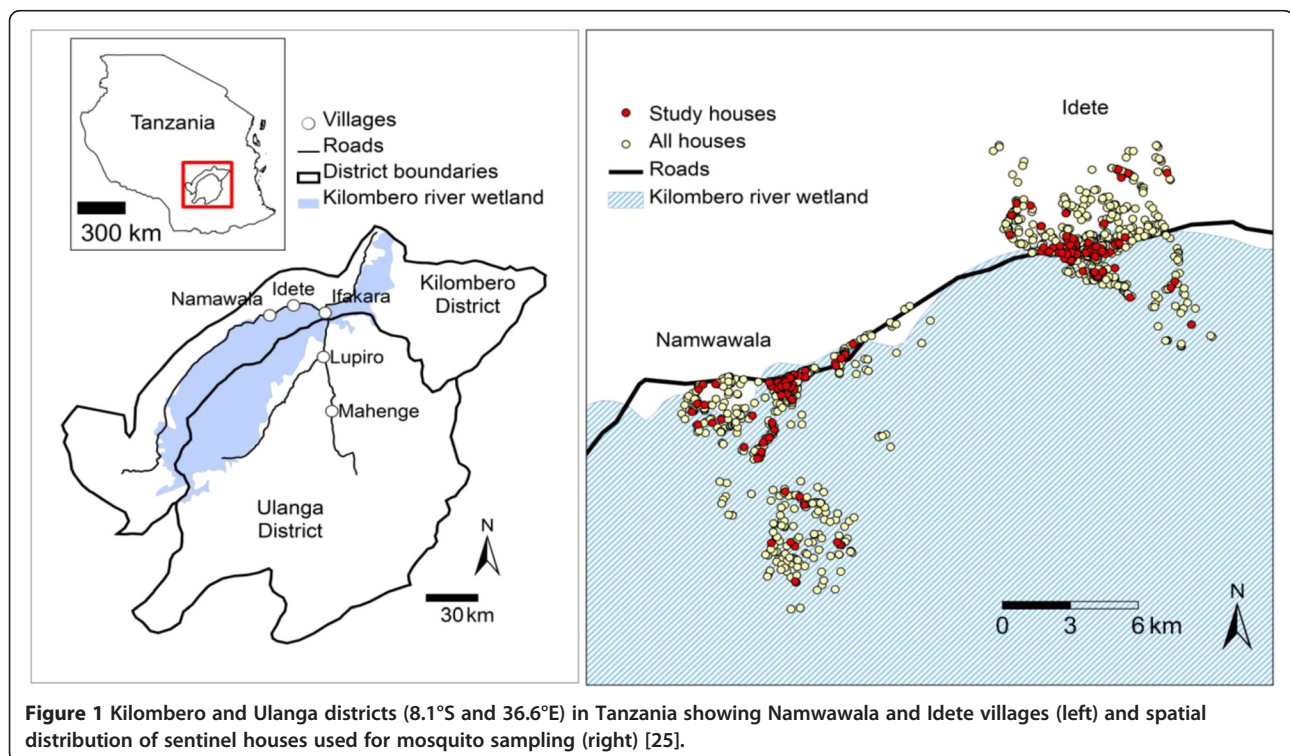 Tanzania
300 km
Villages
Roads
District boundaries
Kilombero river wetland
Namawala
Idete
Ifakara
Kilombero
District
Lupiro
Mahenge
Ulanga
District
N
30 km
Study houses
All houses
Roads
Kilombero river wetland
Idete
Namwawala
N
0 3 6 km
Figure 1 Kilombero and Ulanga districts (8.1°S and 36.6°E) in Tanzania showing Namwawala and Idete villages (left) and spatial
distribution of sentinel houses used for mosquito sampling (right) [25].